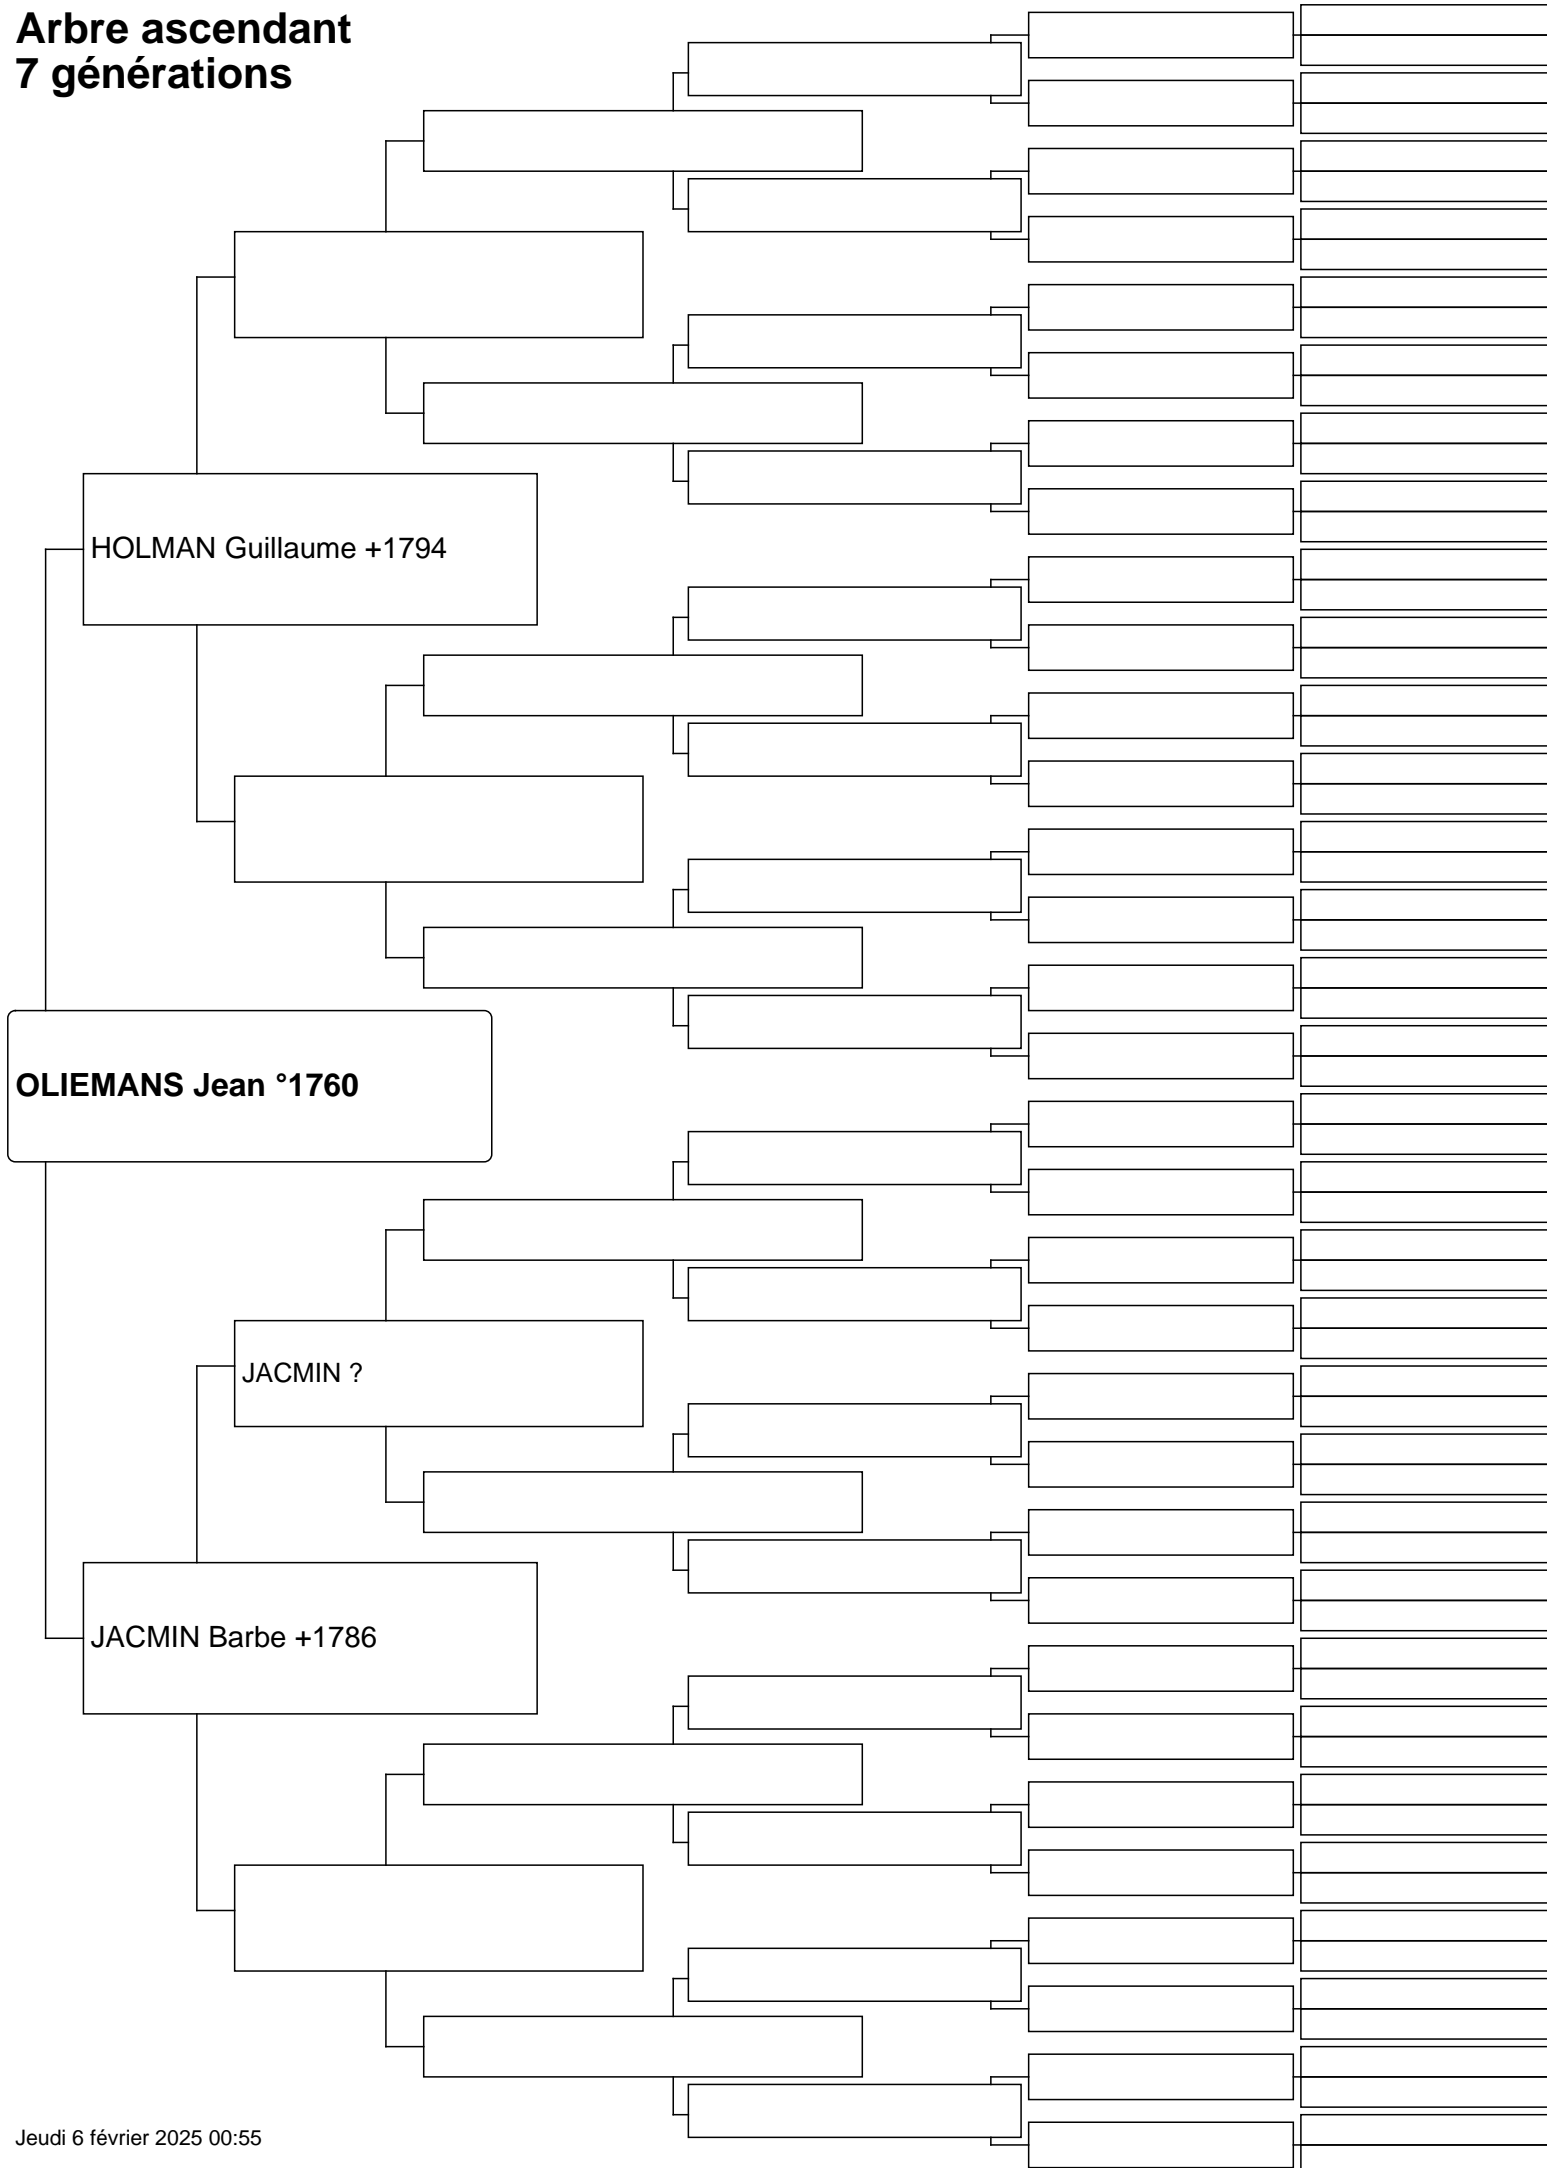 Arbre ascendant
7 générations
HOLMAN Guillaume +1794
OLIEMANS Jean °1760
JACMIN ?
JACMIN Barbe +1786
Jeudi 6 février 2025 00:55